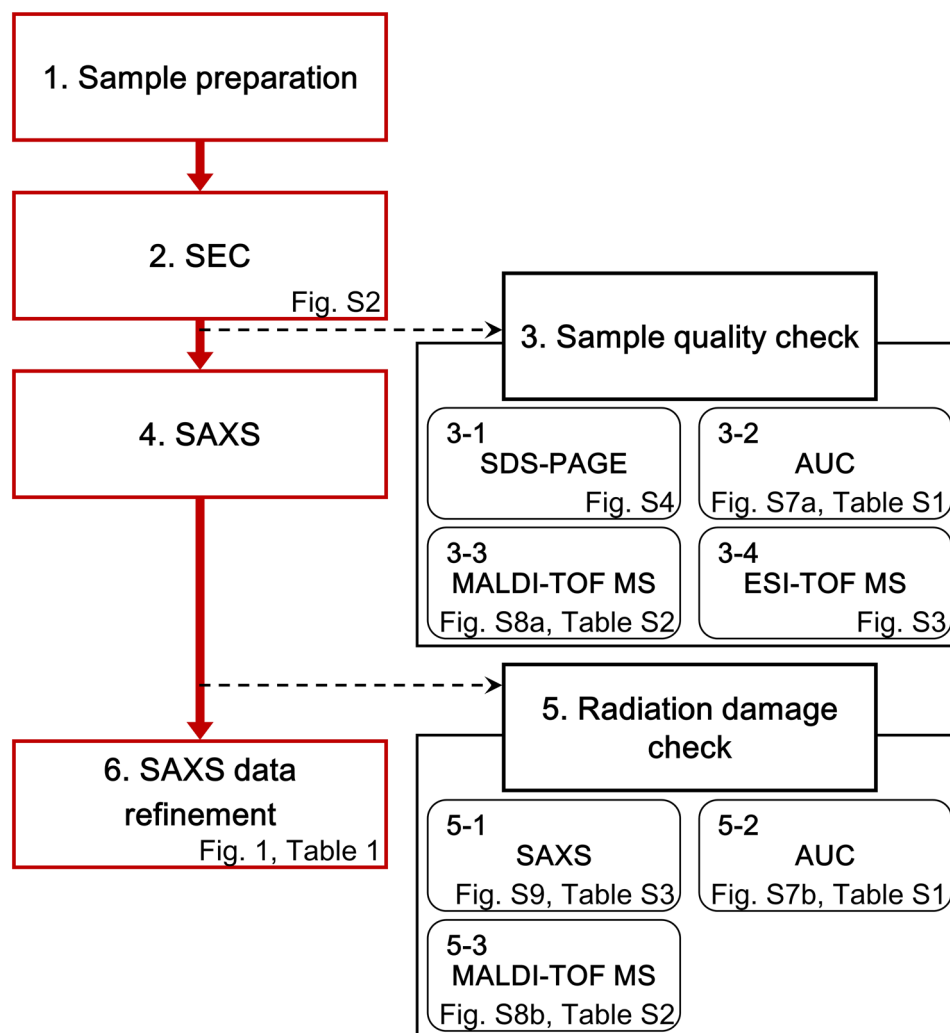 1. Sample preparation
2. SEC
Fig. S2
3. Sample quality check
4. SAXS
3-1
SDS-PAGE
Fig. S4
3-2
AUC
Fig. S7a, Table S1
3-3
MALDI-TOF MS
Fig. S8a, Table S2
3-4
ESI-TOF MS
Fig. S3
5. Radiation damage
check
6. SAXS data
refinement
Fig. 1, Table 1
5-1
SAXS
Fig. S9, Table S3
5-2
AUC
Fig. S7b, Table S1
5-3
MALDI-TOF MS
Fig. S8b, Table S2